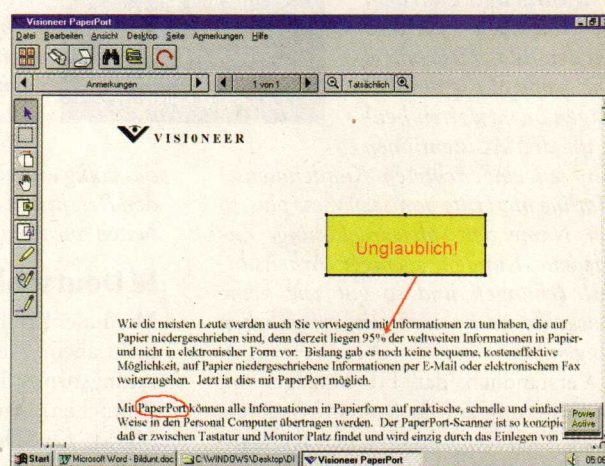 Visioneer PaperPort
Datei Bearbeiten Ansicht Desktop Seite Anmerkungen Hilfe
Anmerkungen 1 von 1 Tatsächlich
VISIONEER
Unglaublich!
Wie die meisten Leute werden auch Sie vorwiegend mit Informationen zu tun haben, die auf
Papier niedergeschrieben sind, denn derzeit liegen 95% der weltweiten Informationen in Papier-
und nicht in elektronischer Form vor. Bislang gab es noch keine bequeme, kosteneffektive
Möglichkeit, auf Papier niedergeschriebene Informationen per E-Mail oder elektronischem Fax
weiterzugehen. Jetzt ist dies mit PaperPort möglich.
Mit PaperPort können alle Informationen in Papierform auf praktische, schnelle und einfach
Weise in den Personal Computer übertragen werden. Der PaperPort-Scanner ist so konzipie
daß er zwischen Tastatur und Monitor Platz findet und wird einzig durch das Einlegen von
Power
Active
Start Microsoft Word - Bildunt.doc C:\WINDOWS\Desktop\DI Visioneer PaperPort 05:06